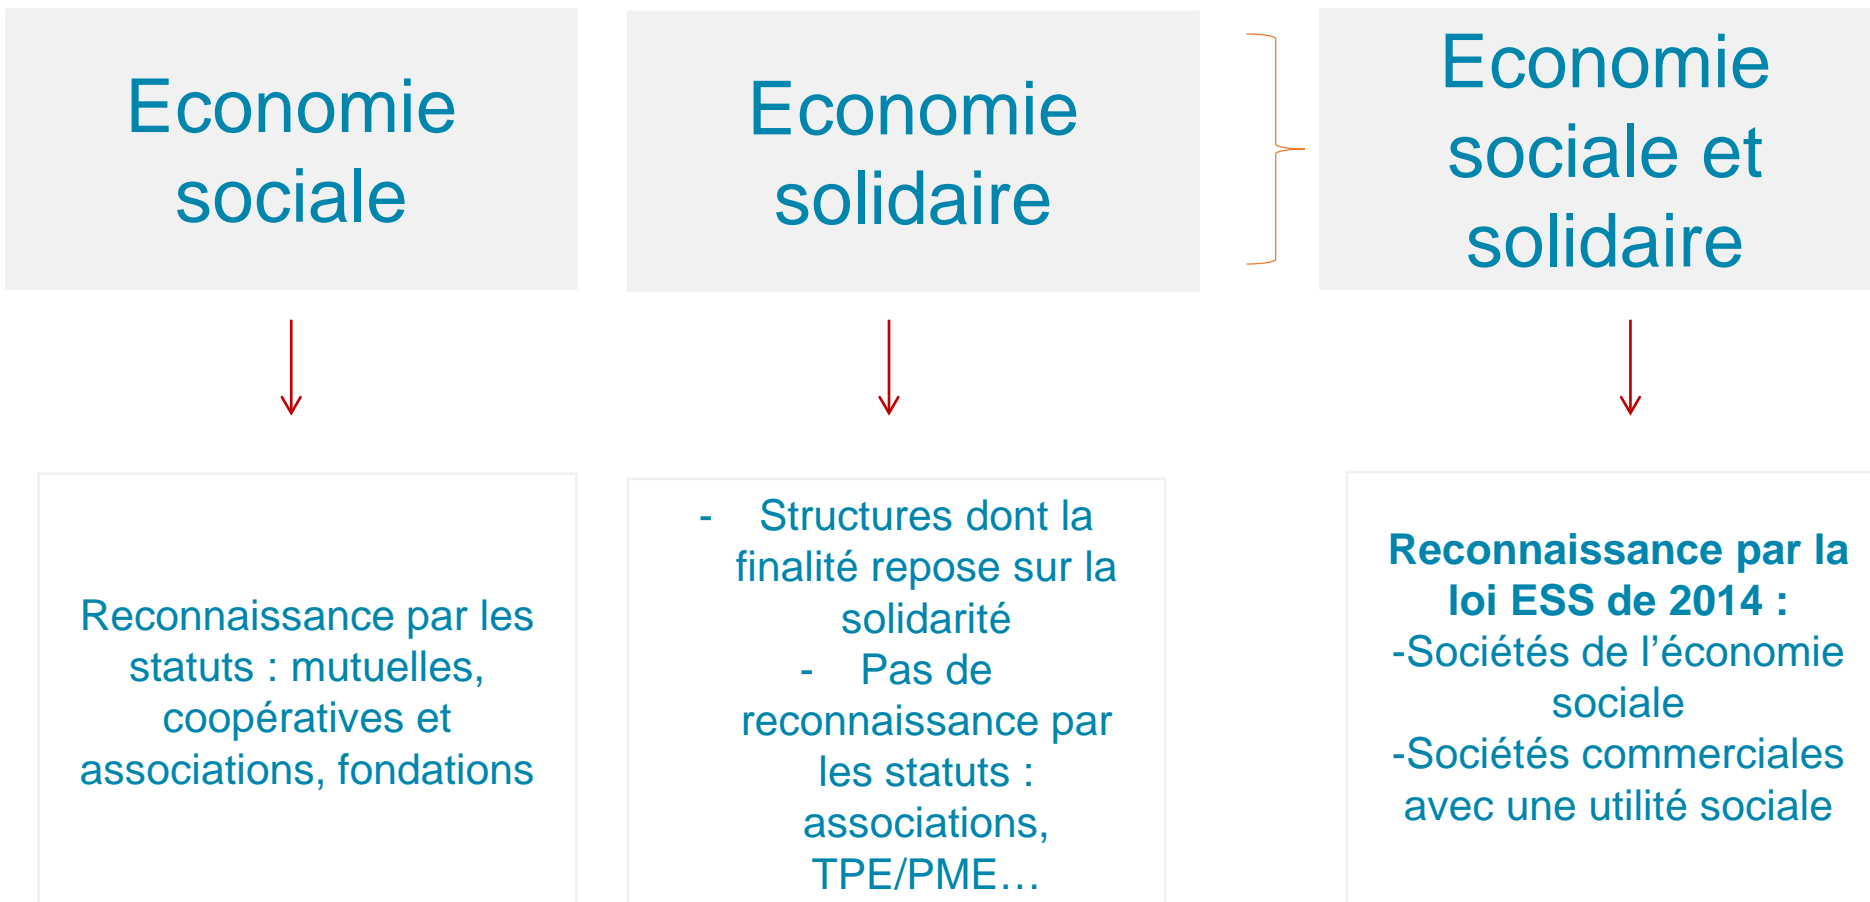 Economie
sociale
Economie
solidaire
Economie
sociale et
solidaire
Reconnaissance par les
statuts : mutuelles,
coopératives et
associations, fondations
- Structures dont la
finalité repose sur la
solidarité
- Pas de
reconnaissance par
les statuts :
associations,
TPE/PME…
Reconnaissance par la
loi ESS de 2014 :
-Sociétés de l’économie
sociale
-Sociétés commerciales
avec une utilité sociale